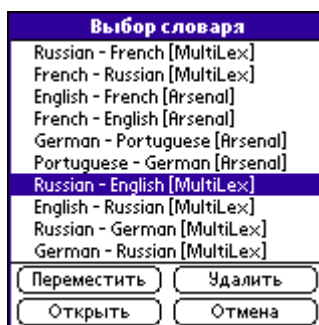 Выбор словаря
Russian - French [MultiLex]
French - Russian [MultiLex]
English - French [Arsenal]
French - English [Arsenal]
German - Portuguese [Arsenal]
Portuguese - German [Arsenal]
Russian - English [MultiLex]
English - Russian [MultiLex]
Russian - German [MultiLex]
German - Russian [MultiLex]
Переместить Удалить
Открыть Отмена